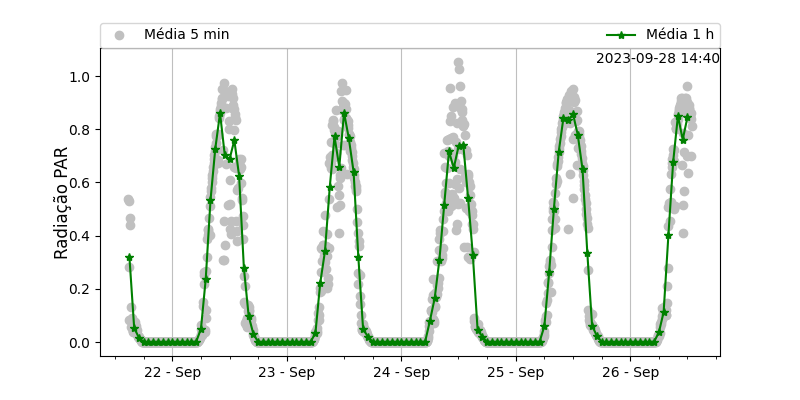 Média 5 min
Média 1 h
2023-09-28 14:40
Radiação PAR
1.0
0.8
0.6
0.4
0.2
0.0
22 - Sep
23 - Sep
24 - Sep
25 - Sep
26 - Sep